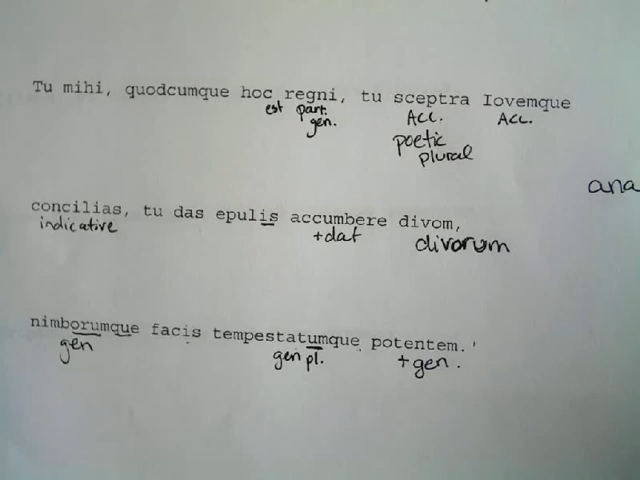 Tu mihi, quodcumque hoc regni, tu sceptra Iovemque
est part. gen. Acc. Acc.
poetic plural
ana
concilias, tu das epulis accumbere divom,
indicative +dat divorum
nimborumque facis tempestatumque potentem.'
gen gen pl. +gen.